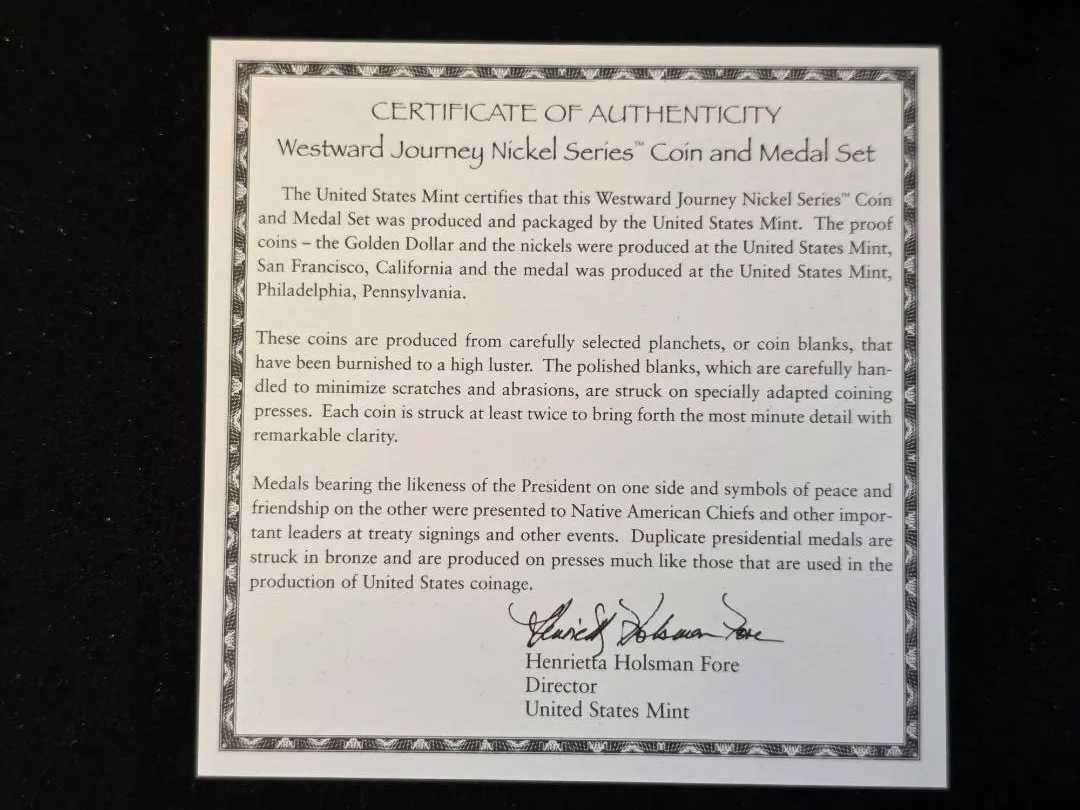 CERTIFICATE OF AUTHENTICITY
Westward Journey Nickel Series™ Coin and Medal Set
The United States Mint certifies that this Westward Journey Nickel Series™ Coin
and Medal Set was produced and packaged by the United States Mint. The proof
coins – the Golden Dollar and the nickels were produced at the United States Mint,
San Francisco, California and the medal was produced at the United States Mint,
Philadelphia, Pennsylvania.
These coins are produced from carefully selected planchets, or coin blanks, that
have been burnished to a high luster. The polished blanks, which are carefully han-
dled to minimize scratches and abrasions, are struck on specially adapted coining
presses. Each coin is struck at least twice to bring forth the most minute detail with
remarkable clarity.
Medals bearing the likeness of the President on one side and symbols of peace and
friendship on the other were presented to Native American Chiefs and other impor-
tant leaders at treaty signings and other events. Duplicate presidential medals are
struck in bronze and are produced on presses much like those that are used in the
production of United States coinage.
Henrietta Holsman Fore
Henrietta Holsman Fore
Director
United States Mint